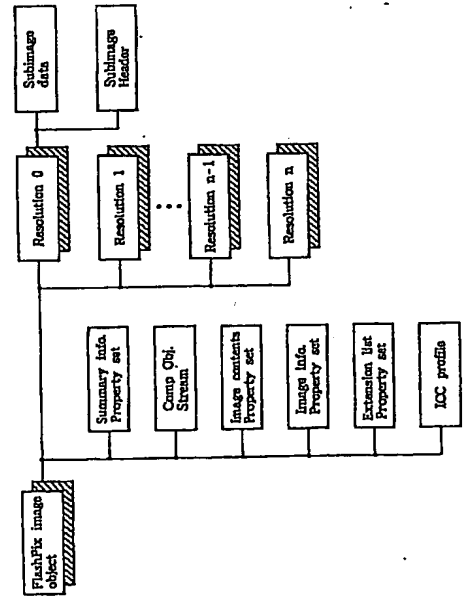 FlashPix image
object
Summary info.
Property set
Comp Obj.
Stream
Image contents
Property set
Image info.
Property set
Extension list
Property set
ICC profile
Resolution 0
Resolution 1
Resolution n-1
Resolution n
Subimage
data
Subimage
Header